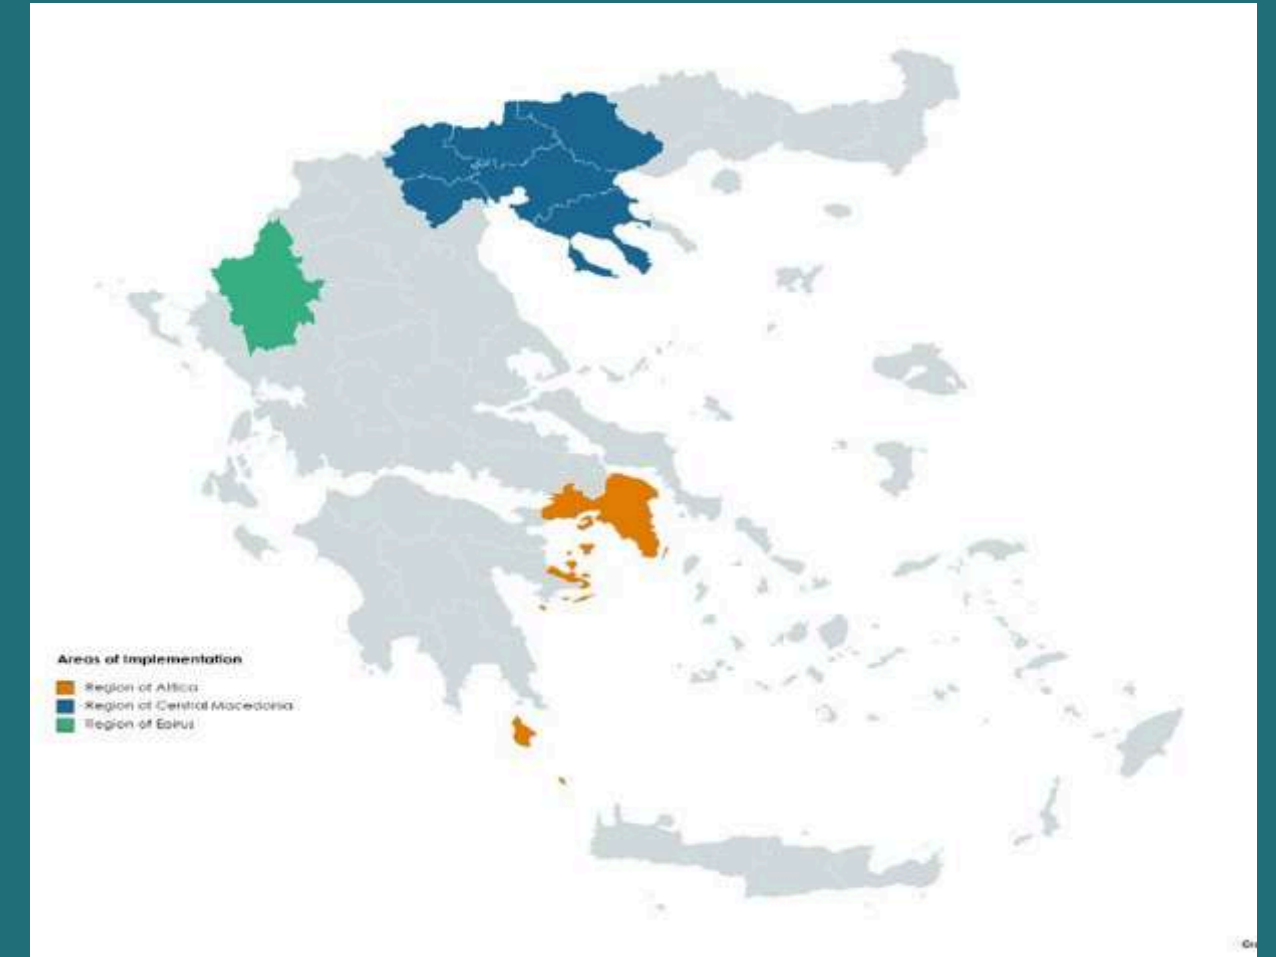 Areas of Implementation
Region of Attica
Region of Central Macedonia
Region of Epirus